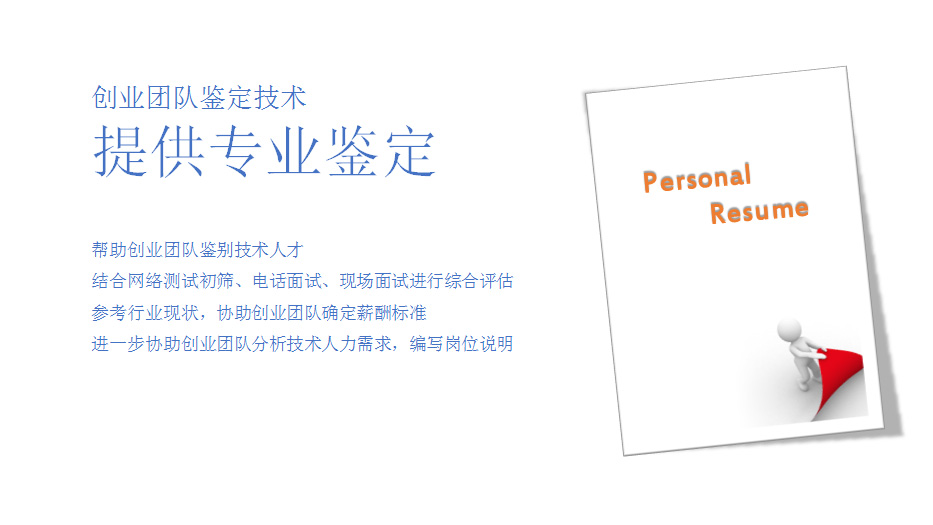 创业团队鉴定技术
提供专业鉴定
帮助创业团队鉴别技术人才
结合网络测试初筛、电话面试、现场面试进行综合评估
参考行业现状，协助创业团队确定薪酬标准
进一步协助创业团队分析技术人力需求，编写岗位说明
Personal
Resume